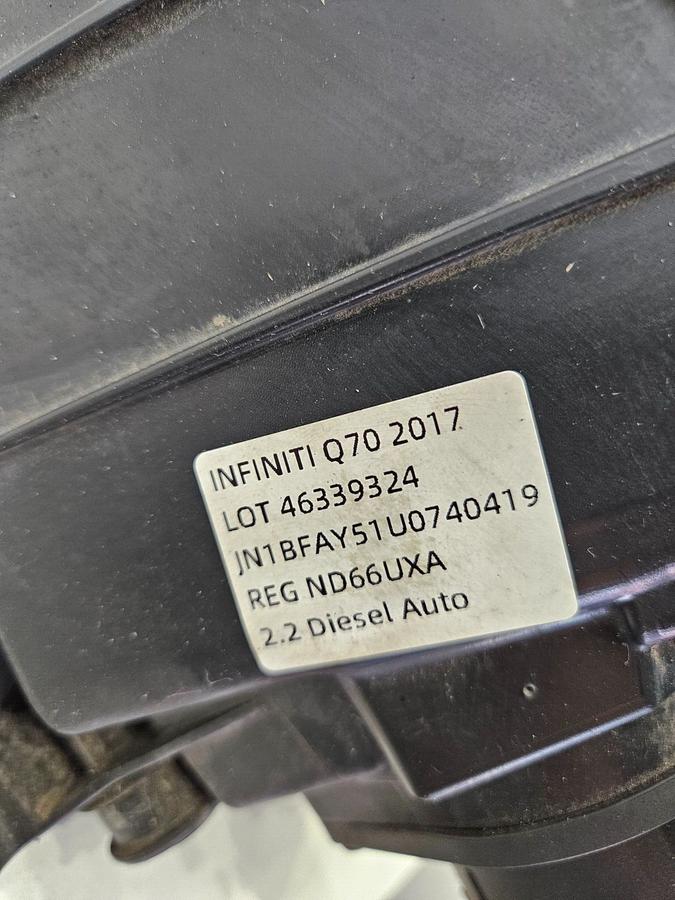 INFINITI Q70 2017
LOT 46339324
JN1BFAY51U0740419
REG ND66UXA
2.2 Diesel Auto